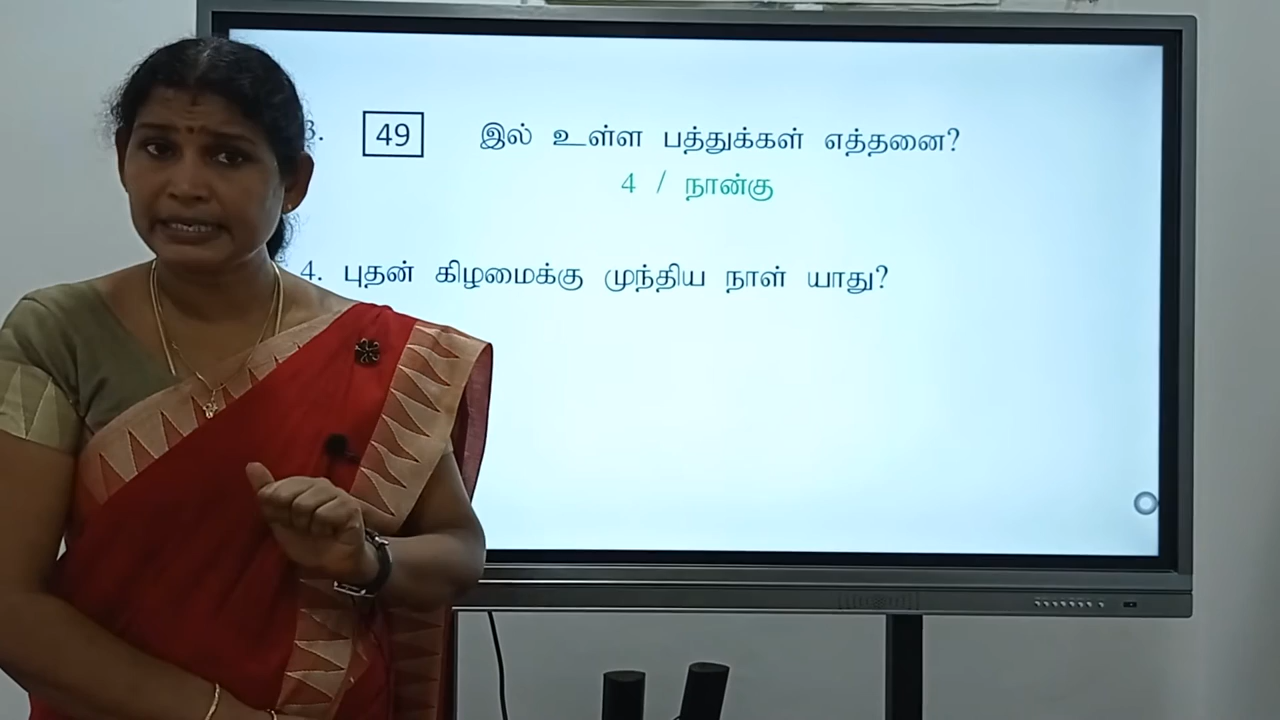 3. 49 இல் உள்ள பத்துக்கள் எத்தனை?
4 / நான்கு
4. புதன் கிழமைக்கு முந்திய நாள் யாது?